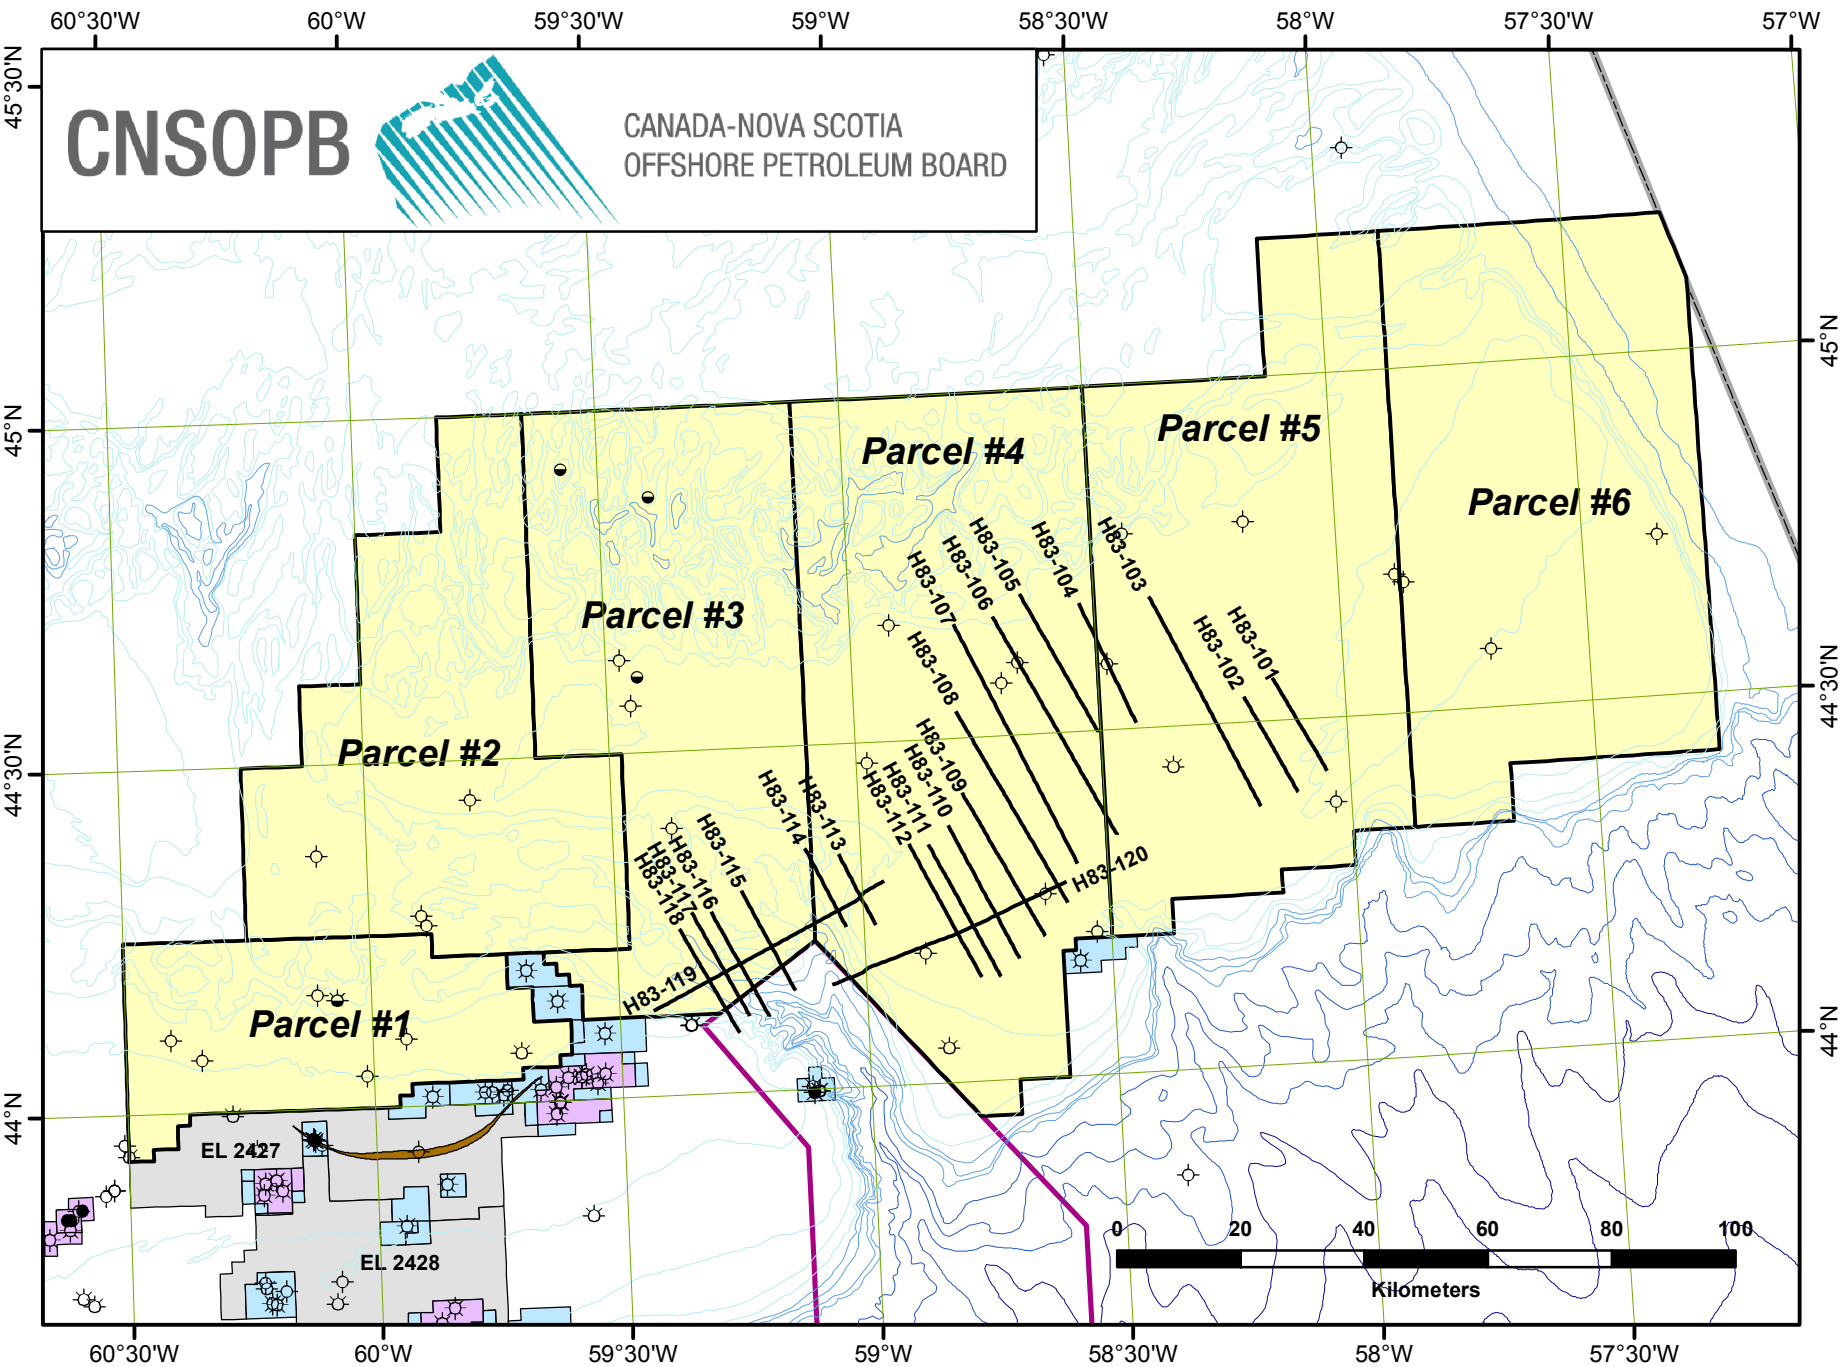 60°30'W 60°W 59°30'W 59°W 58°30'W 58°W 57°30'W 57°W
45°30'N
CNSOPB
CANADA-NOVA SCOTIA
OFFSHORE PETROLEUM BOARD
45°N
45°N
Parcel #5
Parcel #4
Parcel #6
H83-103
H83-104
H83-105
H83-106
H83-107
Parcel #3
H83-101
H83-102
H83-108
44°30'N
44°30'N
Parcel #2
H83-109
H83-110
H83-111
H83-112
H83-113
H83-114
H83-115
H83-116
H83-117
H83-118
H83-120
H83-119
Parcel #1
44°N
44°N
EL 2427
EL 2428
0 20 40 60 80 100
Kilometers
60°30'W 60°W 59°30'W 59°W 58°30'W 58°W 57°30'W